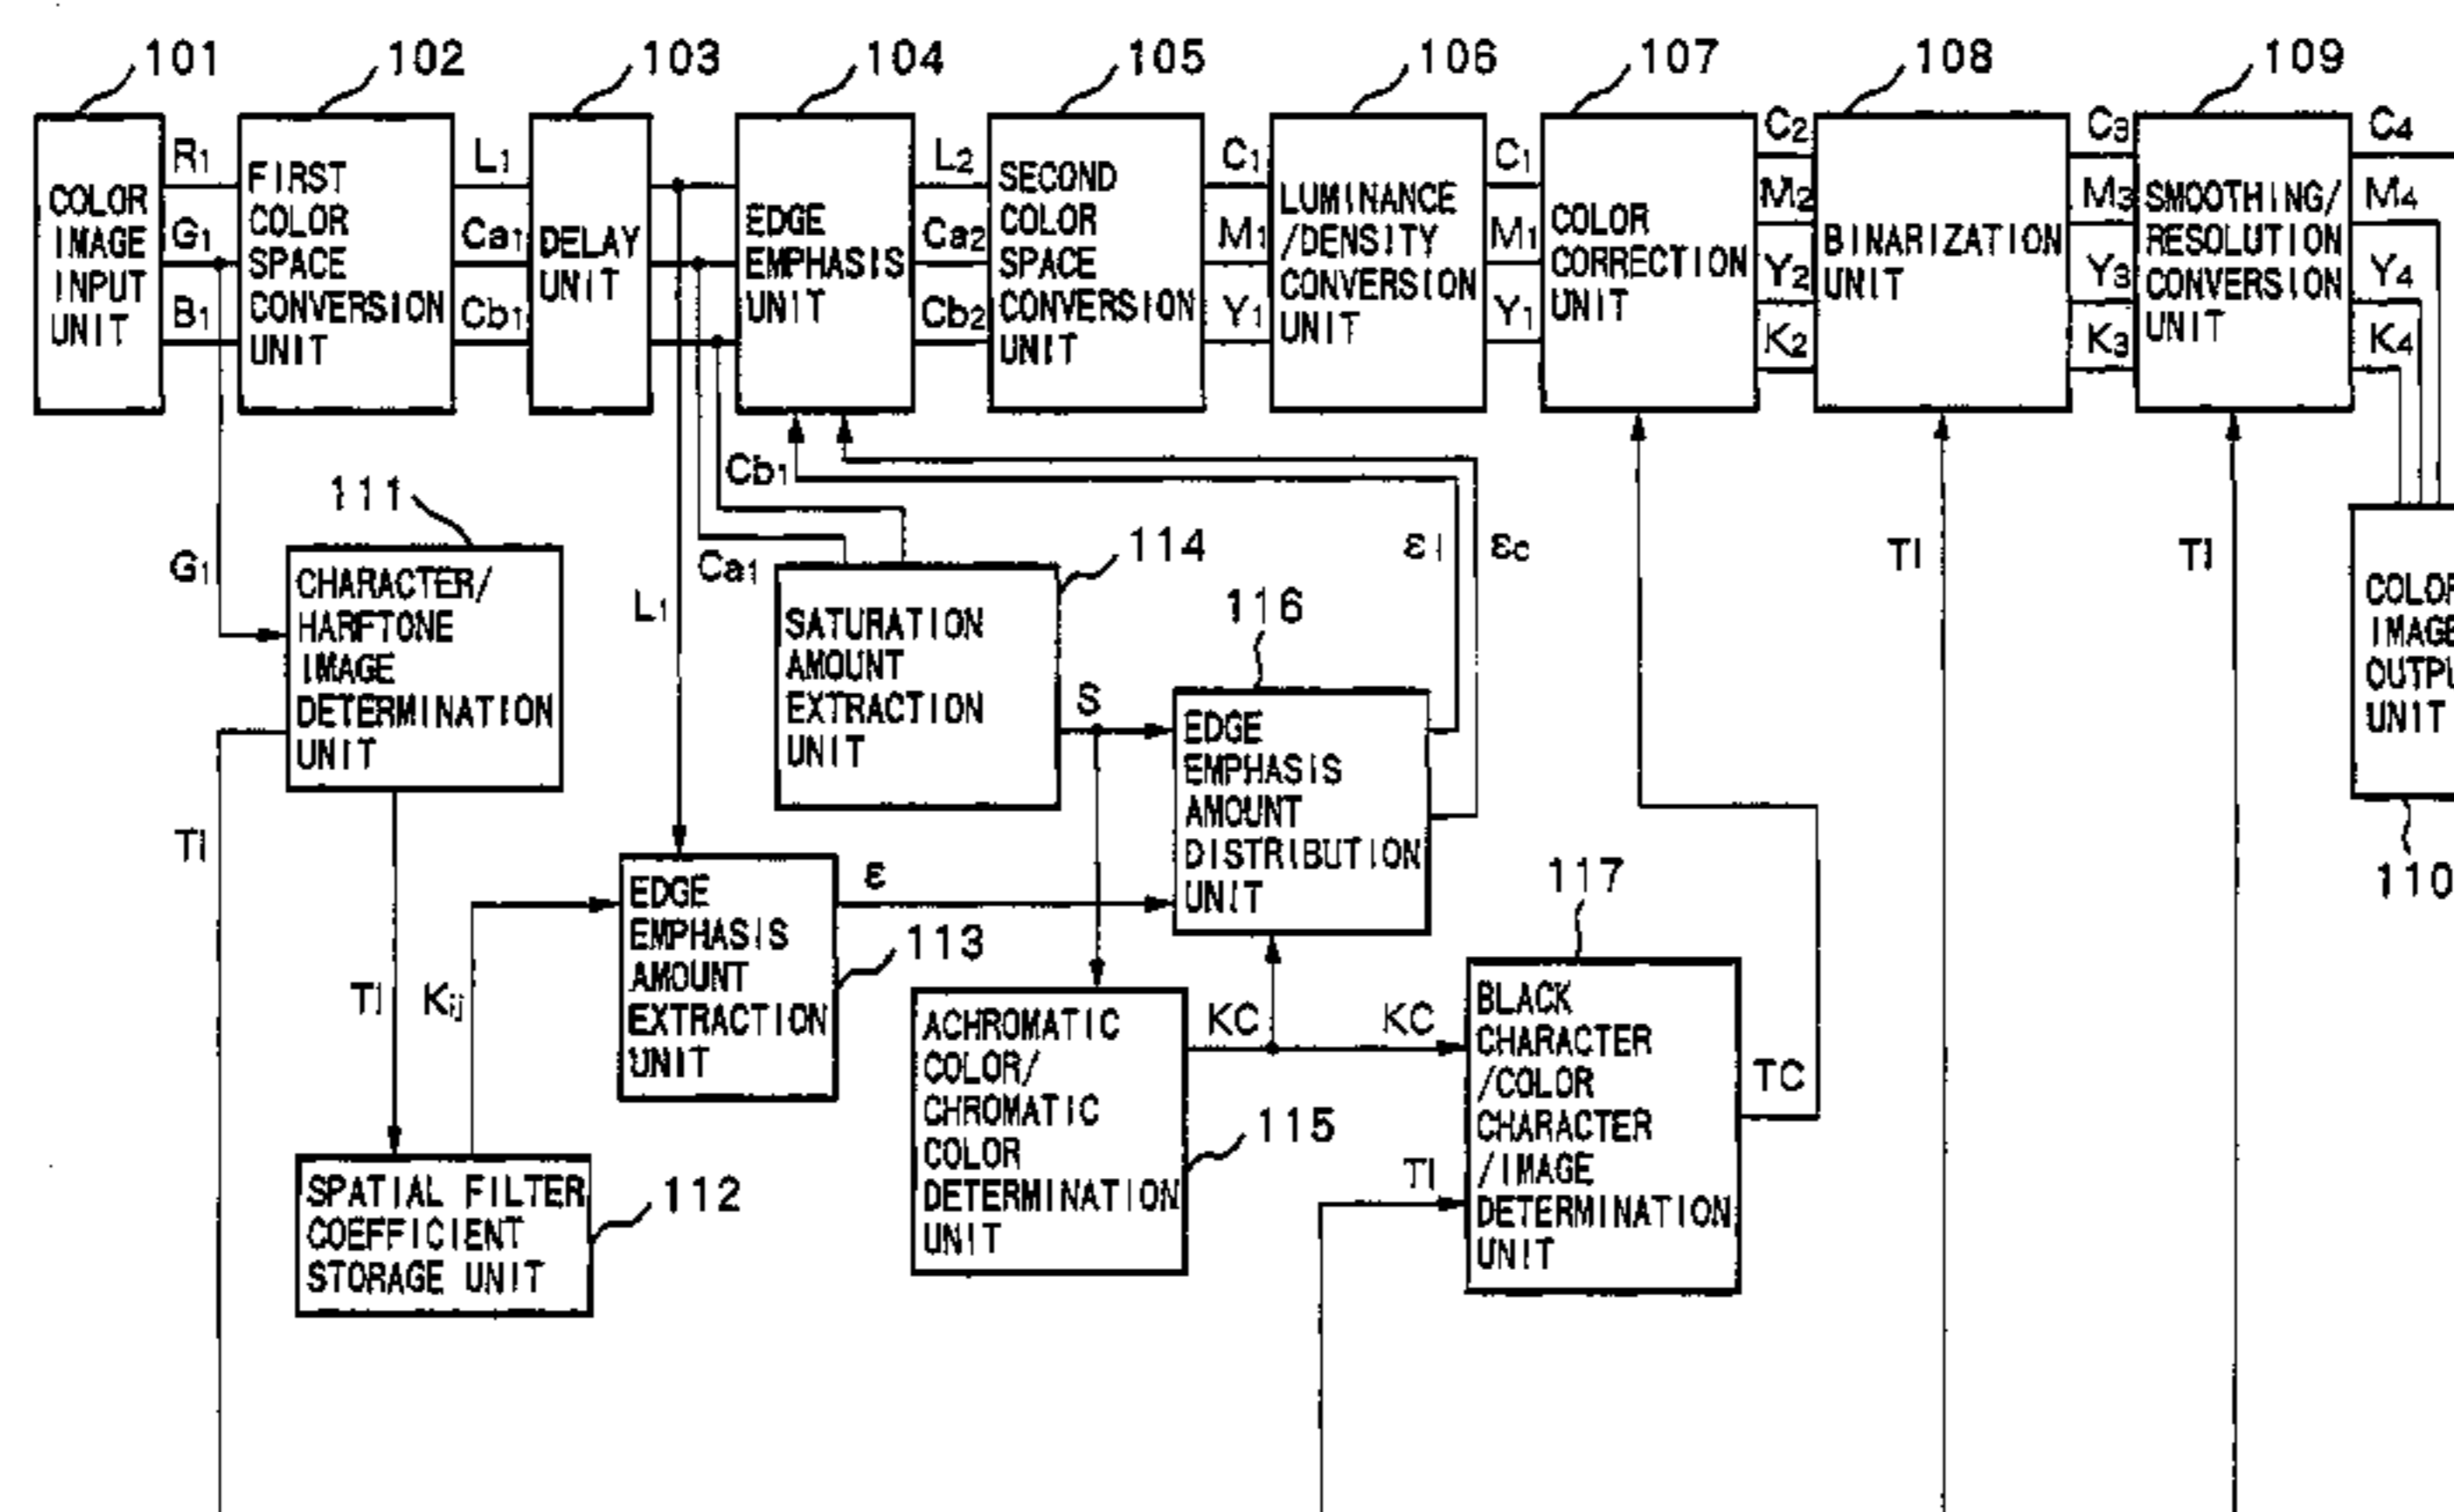 101
102
103
104
105
106
107
108
109
COLOR
IMAGE
INPUT
UNIT
R1
G1
B1
FIRST
COLOR
SPACE
CONVERSION
UNIT
L1
Ca1
Cb1
DELAY
UNIT
EDGE
EMPHASIS
UNIT
L2
Ca2
Cb2
SECOND
COLOR
SPACE
CONVERSION
UNIT
C1
M1
Y1
LUMINANCE
/DENSITY
CONVERSION
UNIT
C1
M1
Y1
COLOR
CORRECTION
UNIT
C2
M2
Y2
K2
BINARIZATION
UNIT
C3
M3
Y3
K3
SMOOTHING/
RESOLUTION
CONVERSION
UNIT
C4
M4
Y4
K4
111
G1
CHARACTER/
HARFTONE
IMAGE
DETERMINATION
UNIT
TI
TI
Kij
112
SPATIAL FILTER
COEFFICIENT
STORAGE UNIT
L1
Ca1
Cb1
114
SATURATION
AMOUNT
EXTRACTION
UNIT
S
113
EDGE
EMPHASIS
AMOUNT
EXTRACTION
UNIT
ε
116
EDGE
EMPHASIS
AMOUNT
DISTRIBUTION
UNIT
εl
εc
115
ACHROMATIC
COLOR/
CHROMATIC
COLOR
DETERMINATION
UNIT
KC
KC
117
BLACK
CHARACTER
/COLOR
CHARACTER
/IMAGE
DETERMINATION
UNIT
TI
TC
TI
TI
COLOR
IMAGE
OUTPU
UNIT
110